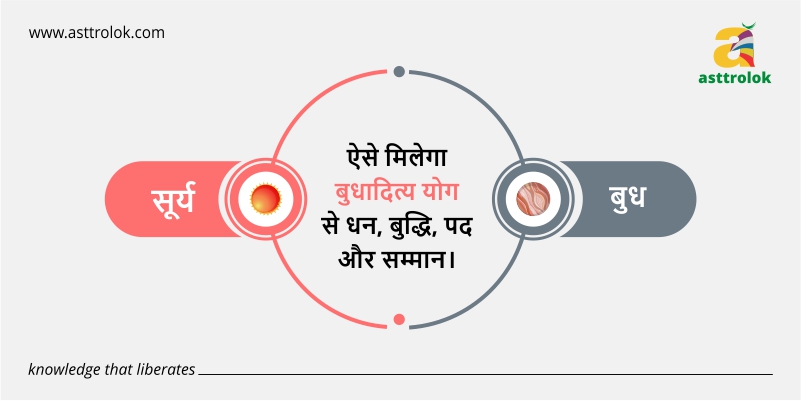 www.asttrolok.com
asttrolok
ऐसे मिलेगा
बुधादित्य योग
से धन, बुद्धि, पद
और सम्मान।
सूर्य
बुध
knowledge that liberates